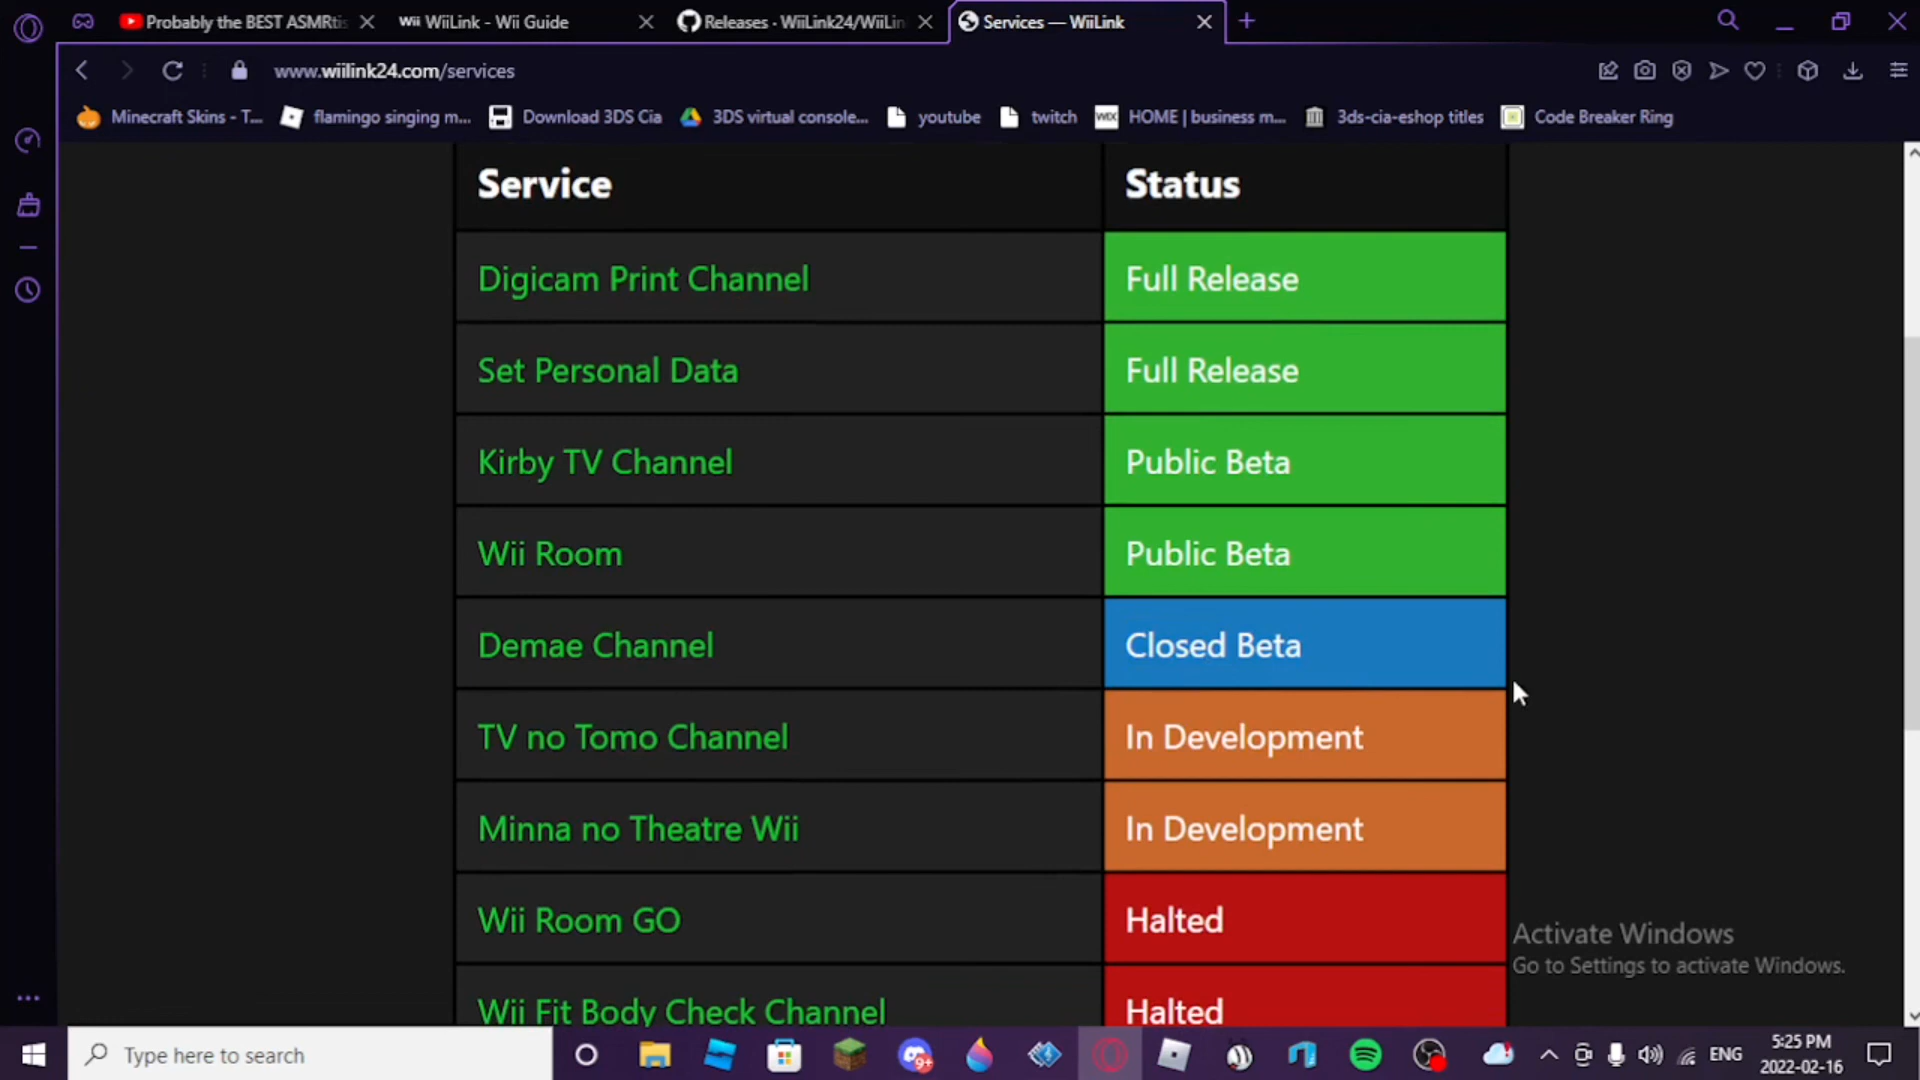 Probably the BEST ASMRtis
Wii WiiLink - Wii Guide
Releases · WiiLink24/WiiLin
Services — WiiLink
www.wiilink24.com/services
Minecraft Skins - T...
flamingo singing m...
Download 3DS Cia
3DS virtual console...
youtube
twitch
WIX HOME | business m...
3ds-cia-eshop titles
Code Breaker Ring
Service Status
Digicam Print Channel Full Release
Set Personal Data Full Release
Kirby TV Channel Public Beta
Wii Room Public Beta
Demae Channel Closed Beta
TV no Tomo Channel In Development
Minna no Theatre Wii In Development
Wii Room GO Halted
Wii Fit Body Check Channel Halted
Activate Windows
Go to Settings to activate Windows.
Type here to search
9+
ENG
5:25 PM
2022-02-16